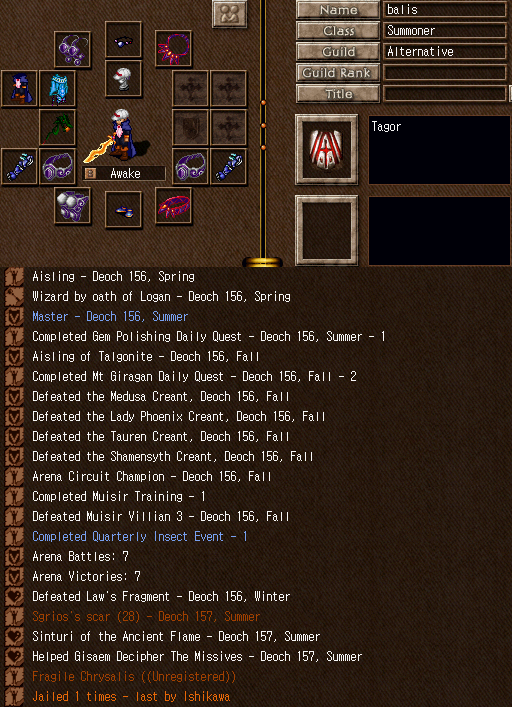 Name balis
Class Summoner
Guild Alternative
Guild Rank
Title
Tagor
Awake
Aisling - Deoch 156, Spring
Wizard by oath of Logan - Deoch 156, Spring
Master - Deoch 156, Summer
Completed Gem Polishing Daily Quest - Deoch 156, Summer - 1
Aisling of Talgonite - Deoch 156, Fall
Completed Mt Giragan Daily Quest - Deoch 156, Fall - 2
Defeated the Medusa Creant, Deoch 156, Fall
Defeated the Lady Phoenix Creant, Deoch 156, Fall
Defeated the Tauren Creant, Deoch 156, Fall
Defeated the Shamensyth Creant, Deoch 156, Fall
Arena Circuit Champion - Deoch 156, Fall
Completed Muisir Training - 1
Defeated Muisir Villian 3 - Deoch 156, Fall
Completed Quarterly Insect Event - 1
Arena Battles: 7
Arena Victories: 7
Defeated Law's Fragment - Deoch 156, Winter
Sgrios's scar (28) - Deoch 157, Summer
Sinturi of the Ancient Flame - Deoch 157, Summer
Helped Gisaem Decipher The Missives - Deoch 157, Summer
Fragile Chrysalis ((Unregistered))
Jailed 1 times - last by Ishikawa